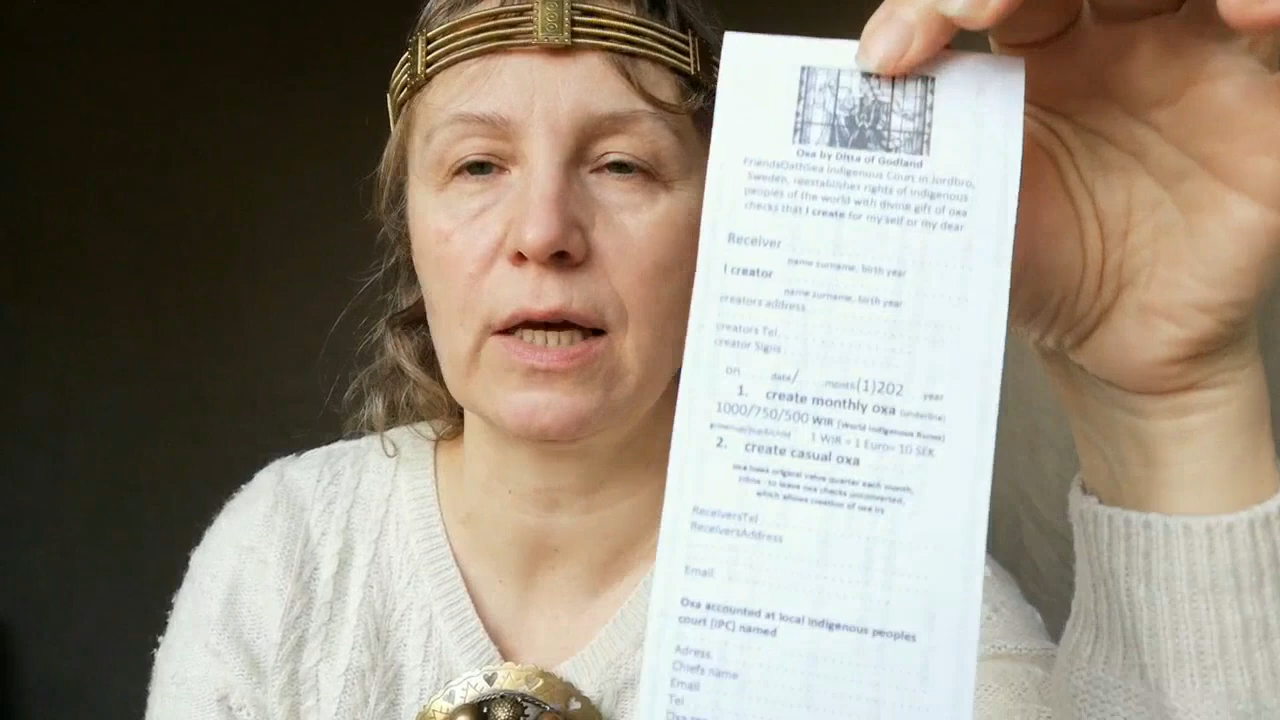 Oxa by Ditta of Godland
FriendsOathSea Indigenous Court in Jordbro,
Sweden, reestablishes rights of indigenous
peoples of the world with divine gift of oxa
checks that I create for my self or my dear
Receiver
name surname, birth year
I creator
name surname, birth year
creators address
creators Tel
creator Signs
on date/ month(1)202 year
1. create monthly oxa (underline)
1000/750/500 WIR (World Indigenous Runes)
1 WIR = 1 Euro= 10 SEK
2. create casual oxa
oxa loses original value quarter each month,
to leave oxa checks unconverted,
which allows creation of oxa
ReceiversTel
ReceiversAddress
Email
Oxa accounted at local indigenous peoples
court (IPC) named
Adress
Chiefs name
Email
Tel